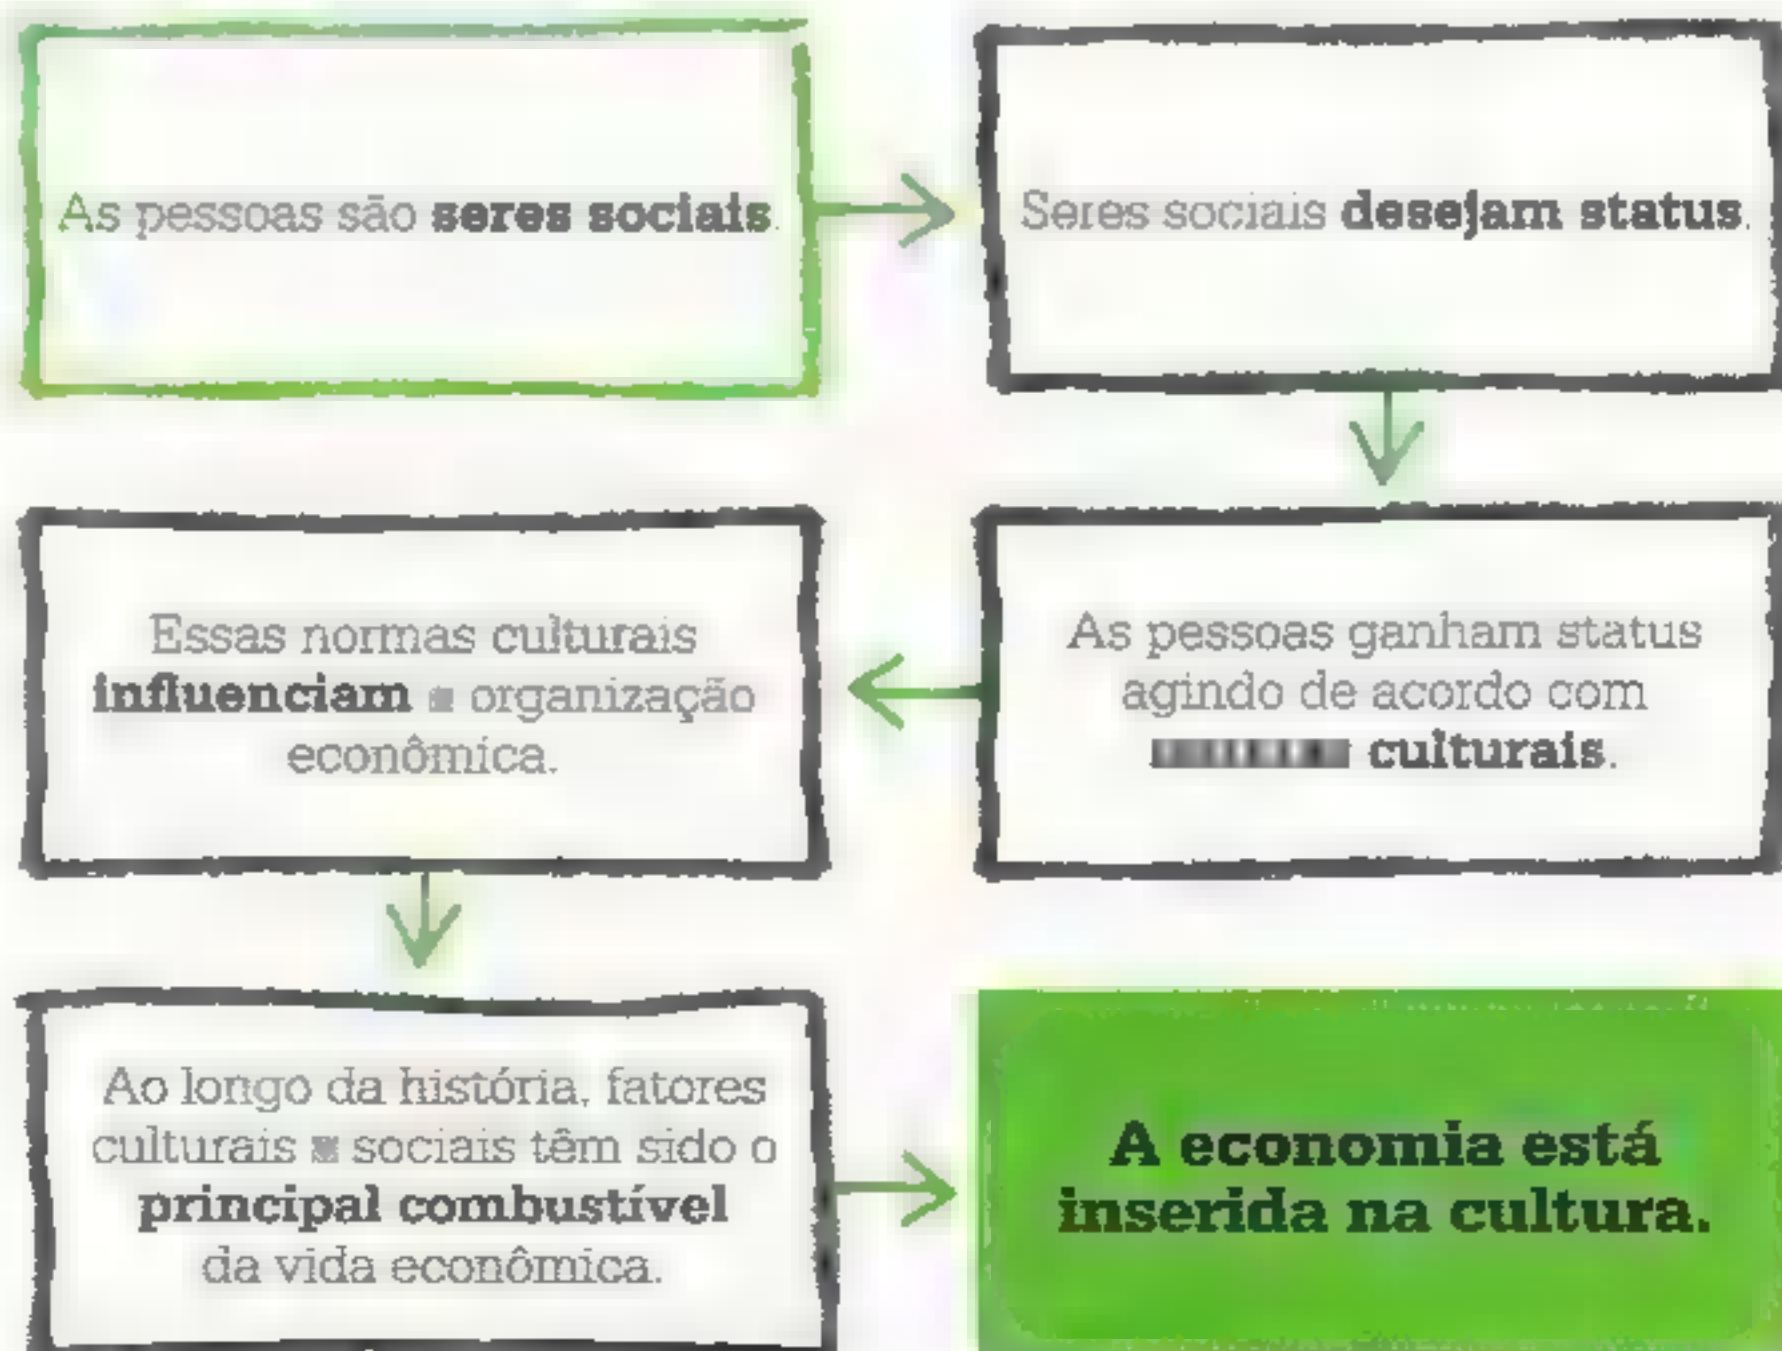 As pessoas são seres sociais.
Seres sociais desejam status.
As pessoas ganham status
agindo de acordo com
culturais.
Essas normas culturais
influenciam organização
econômica.
Ao longo da história, fatores
culturais sociais têm sido o
principal combustível
da vida econômica.
A economia está
inserida na cultura.